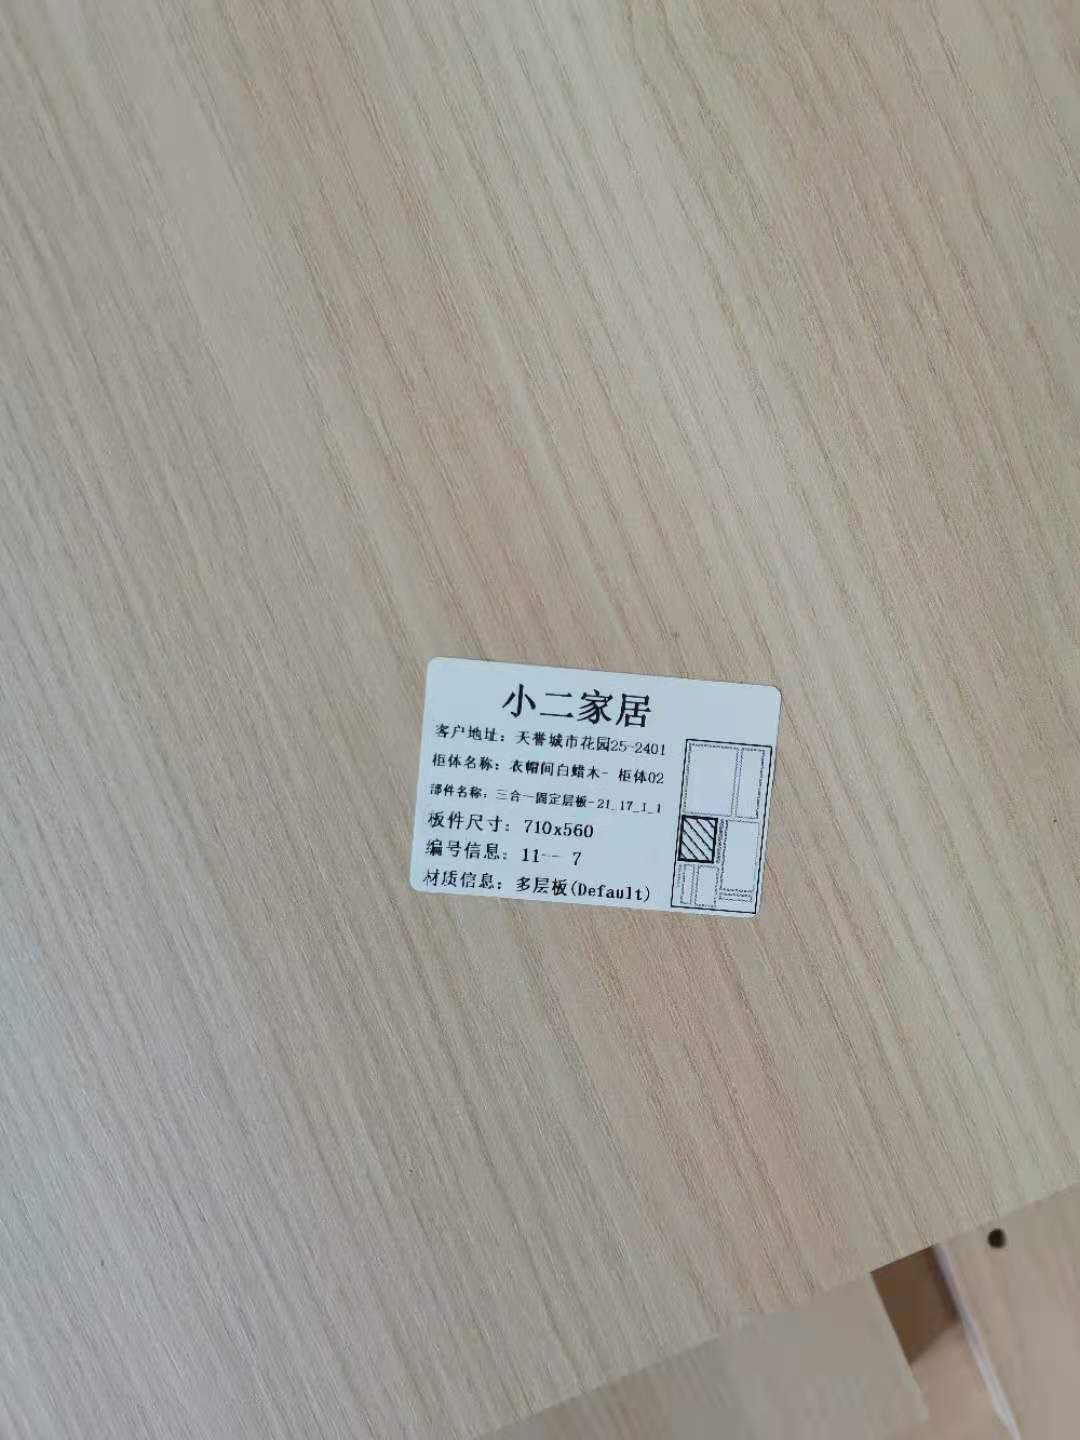 小二家居
客户地址：天誉城市花园25-2401
柜体名称：衣帽间白蜡木- 柜体02
部件名称：三合一固定层板-21_17_1_1
板件尺寸：710x560
编号信息：11-- 7
材质信息：多层板(Default)